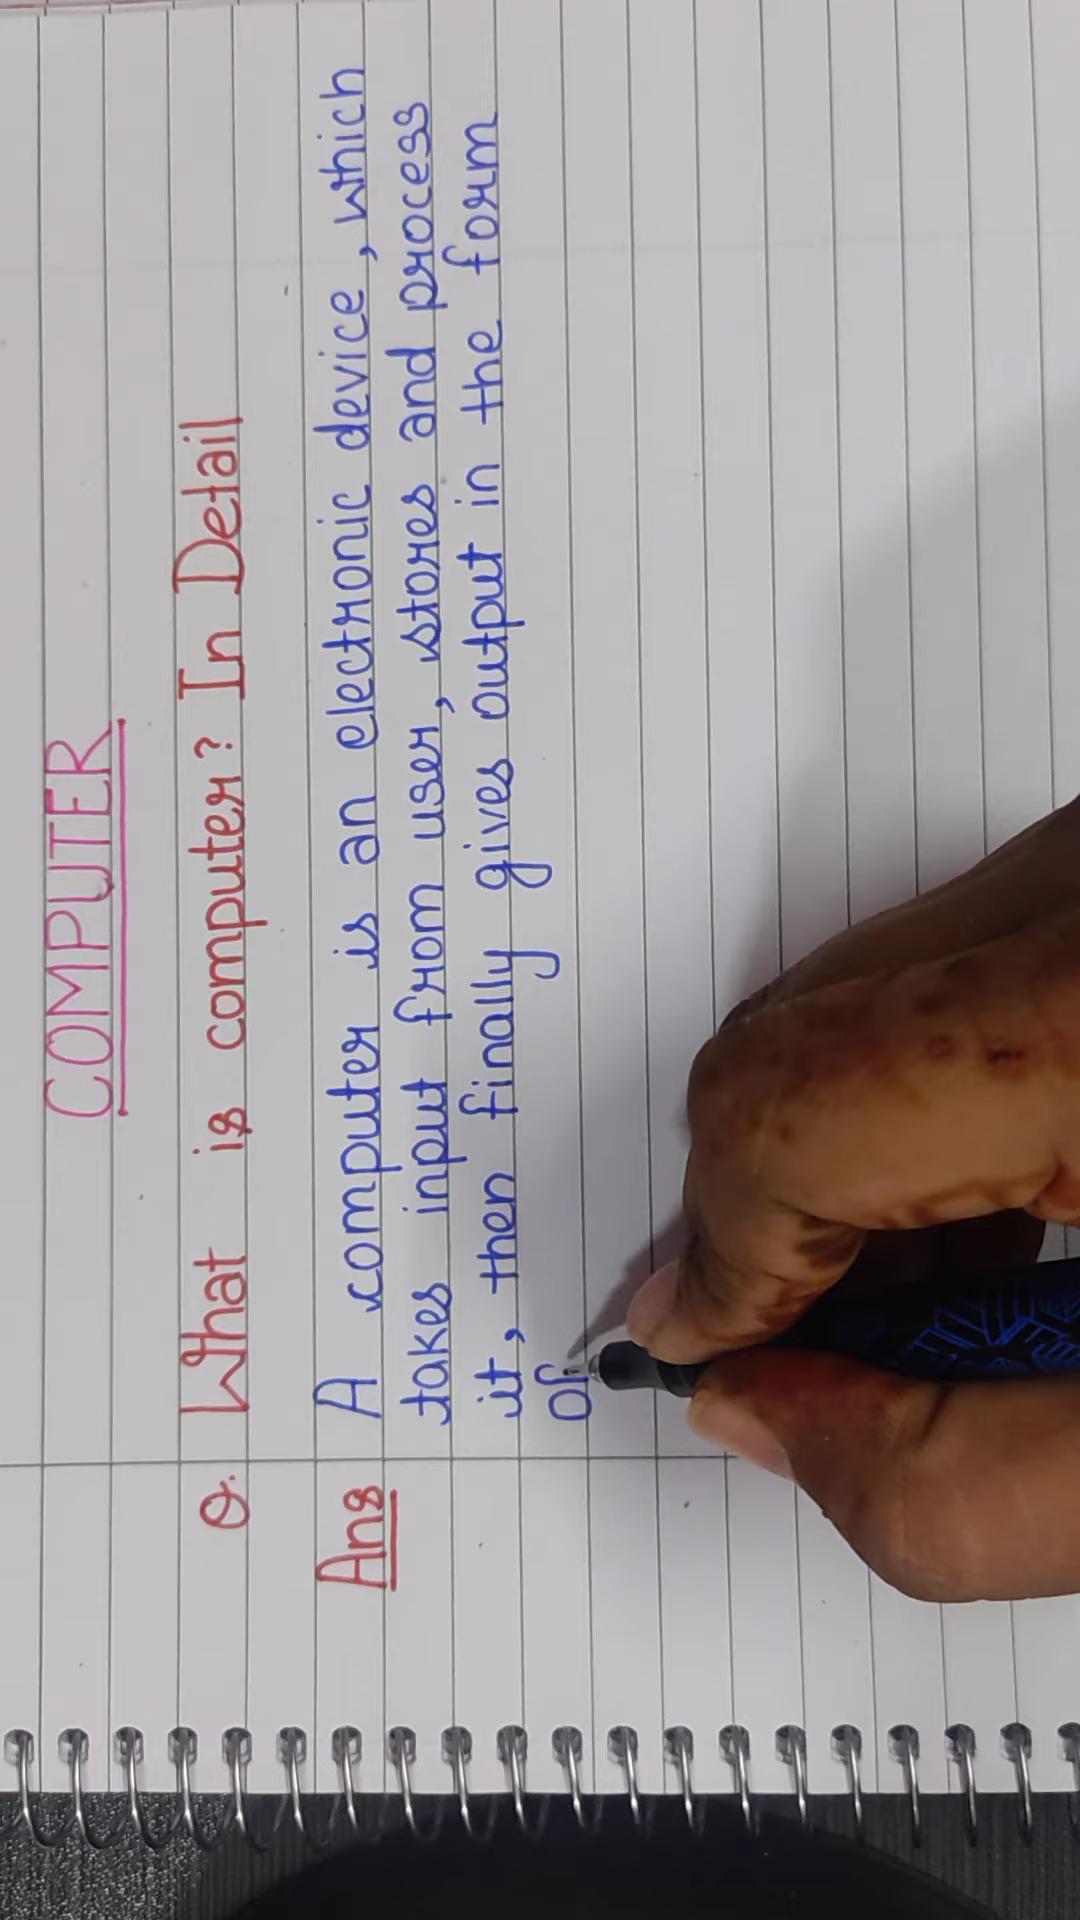 COMPUTER
Q. What is computer? In Detail
Ans A computer is an electronic device, which
takes input from user, stores and process
it, then finally gives output in the form
of